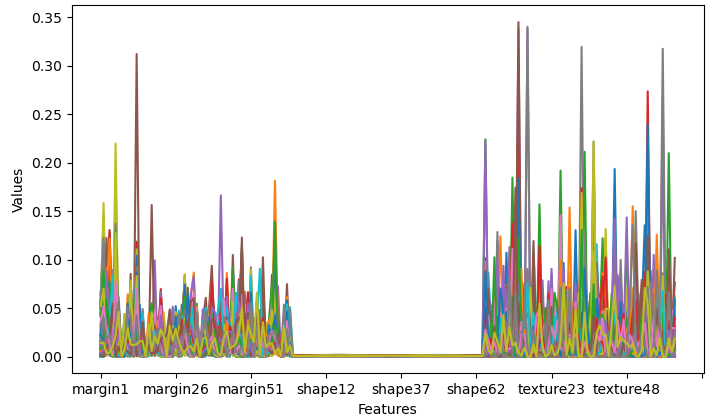 0.35
0.30
0.25
0.20
0.15
0.10
0.05
0.00
Values
margin1 margin26 margin51 shape12 shape37 shape62 texture23 texture48
Features